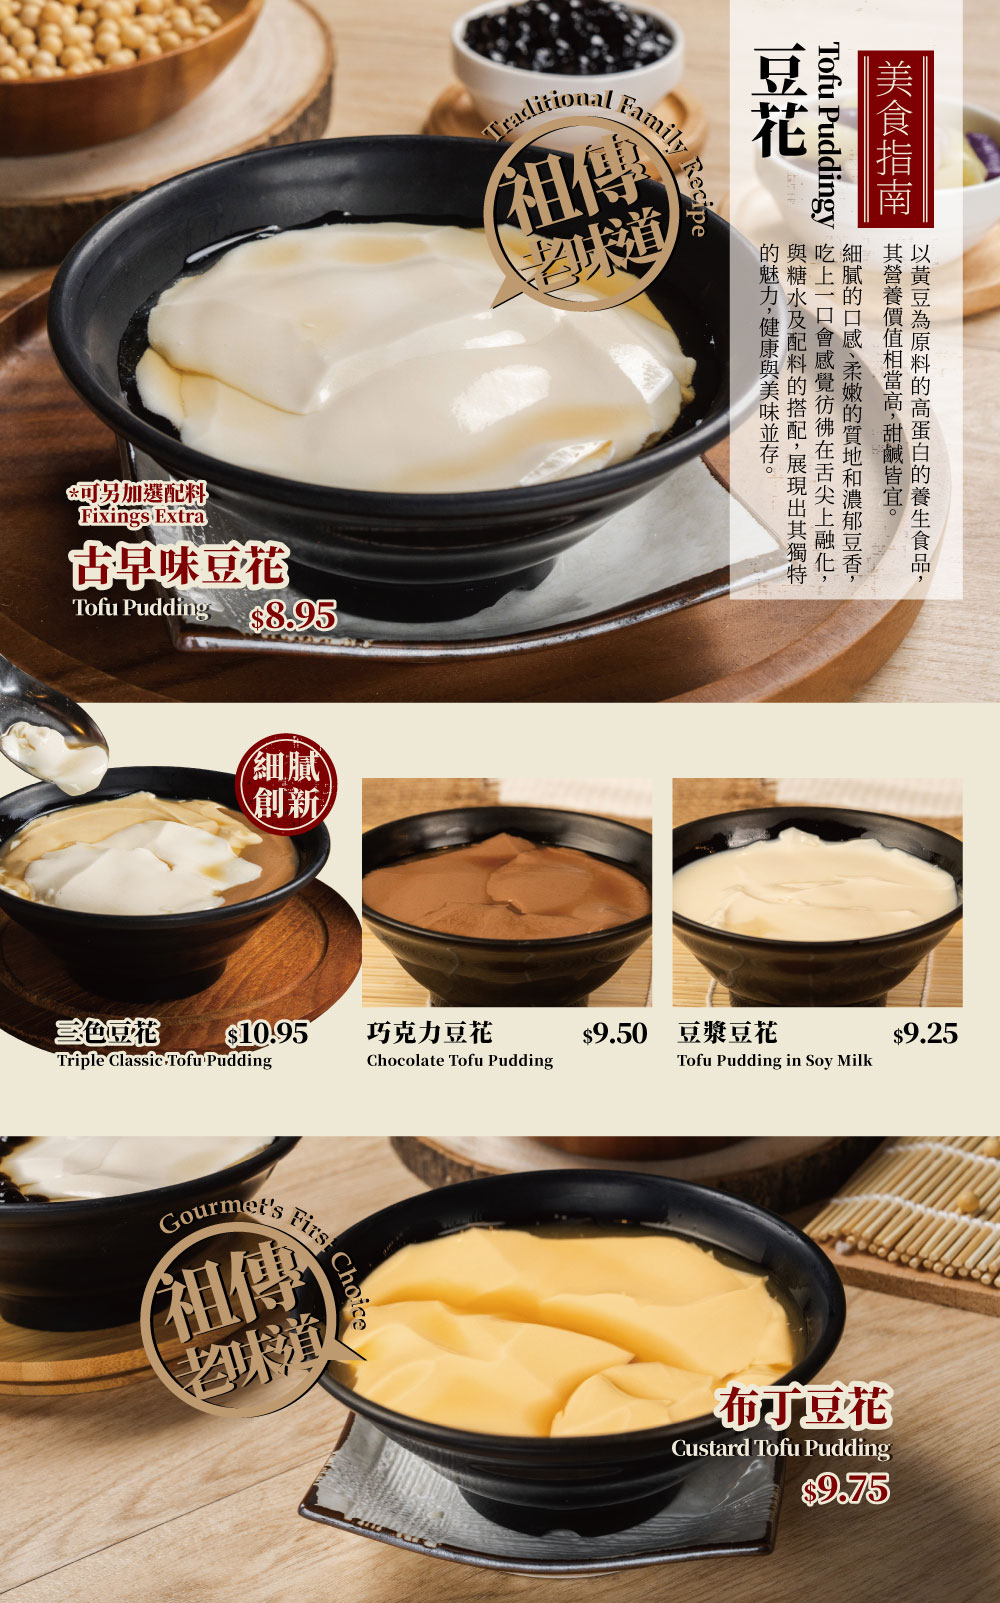 美食指南
豆花
Tofu Puddingy
以黃豆為原料的高蛋白的養生食品，
其營養價值相當高，甜鹹皆宜。
細膩的口感、柔嫩的質地和濃郁豆香，
吃上一口會感覺彷彿在舌尖上融化，
與糖水及配料的搭配，展現出其獨特
的魅力，健康與美味並存。
Traditional Family Recipe
祖傳
老味道
*可另加選配料
Fixings Extra
古早味豆花
Tofu Pudding
$8.95
細膩
創新
三色豆花 $10.95
Triple Classic Tofu Pudding
巧克力豆花 $9.50
Chocolate Tofu Pudding
豆漿豆花 $9.25
Tofu Pudding in Soy Milk
Gourmet's First Choice
祖傳
老味道
布丁豆花
Custard Tofu Pudding
$9.75